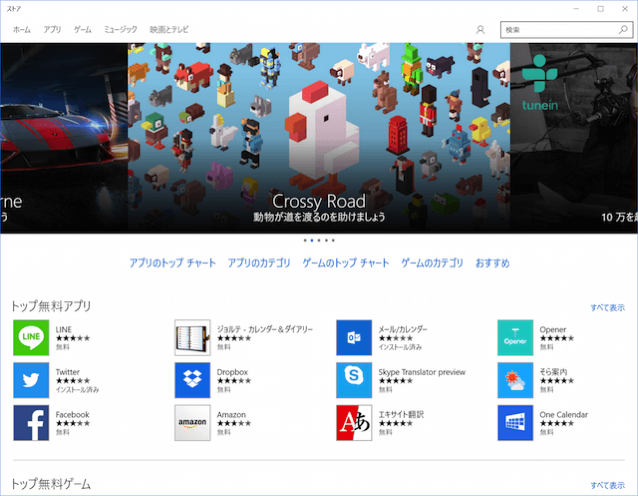 ストア
ホーム アプリ ゲーム ミュージック 映画とテレビ
検索
tunein
rne
う
Crossy Road
動物が道を渡るのを助けましょう
10 万を
アプリのトップ チャート アプリのカテゴリ ゲームのトップ チャート ゲームのカテゴリ おすすめ
トップ無料アプリ すべて表示
LINE
無料
ジョルテ - カレンダー＆ダイアリー
無料
メール/カレンダー
インストール済み
Opener
Opener
無料
Twitter
インストール済み
Dropbox
無料
Skype Translator preview
無料
そら案内
無料
Facebook
無料
amazon
Amazon
無料
あ
エキサイト翻訳
無料
One Calendar
無料
トップ無料ゲーム すべて表示